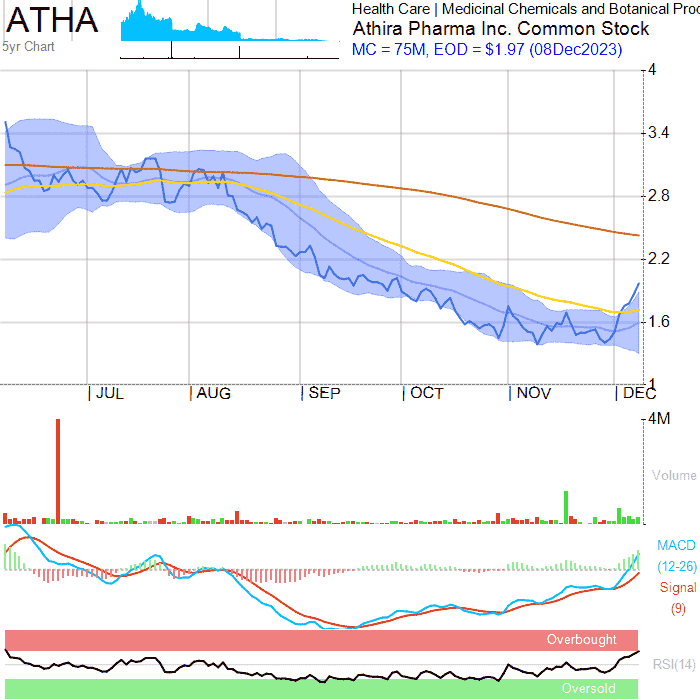 ATHA
5yr Chart
Health Care | Medicinal Chemicals and Botanical Proc
Athira Pharma Inc. Common Stock
MC = 75M, EOD = $1.97 (08Dec2023)
4
3.4
2.8
2.2
1.6
1
JUL AUG SEP OCT NOV DEC
4M
Volume
MACD
(12-26)
Signal
(9)
Overbought
RSI(14)
Oversold